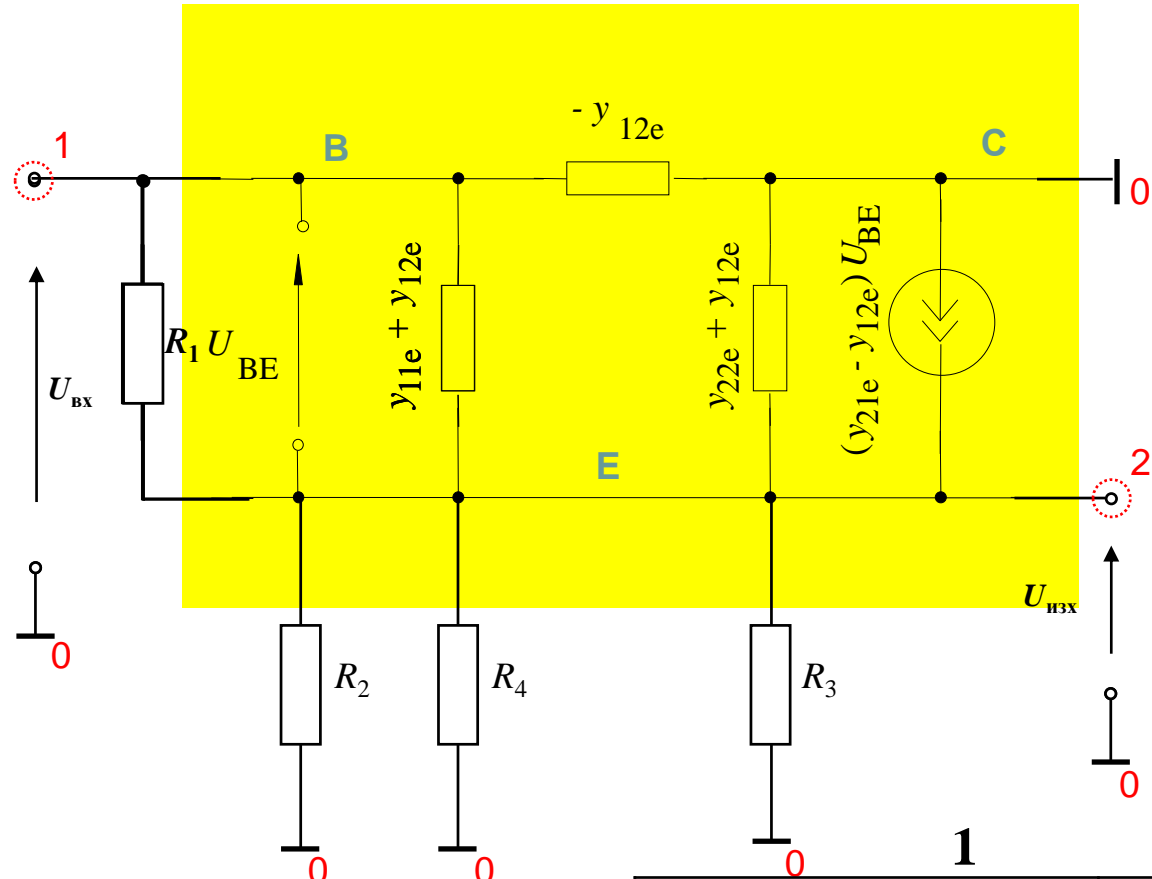 - y 12e
1
B
C
0
y11e + y12e
y22e + y12e
(y21e - y12e) UBE
R1
U BE
Uвх
E
2
Uизх
0
R2
R4
R3
0
1
0
0
0